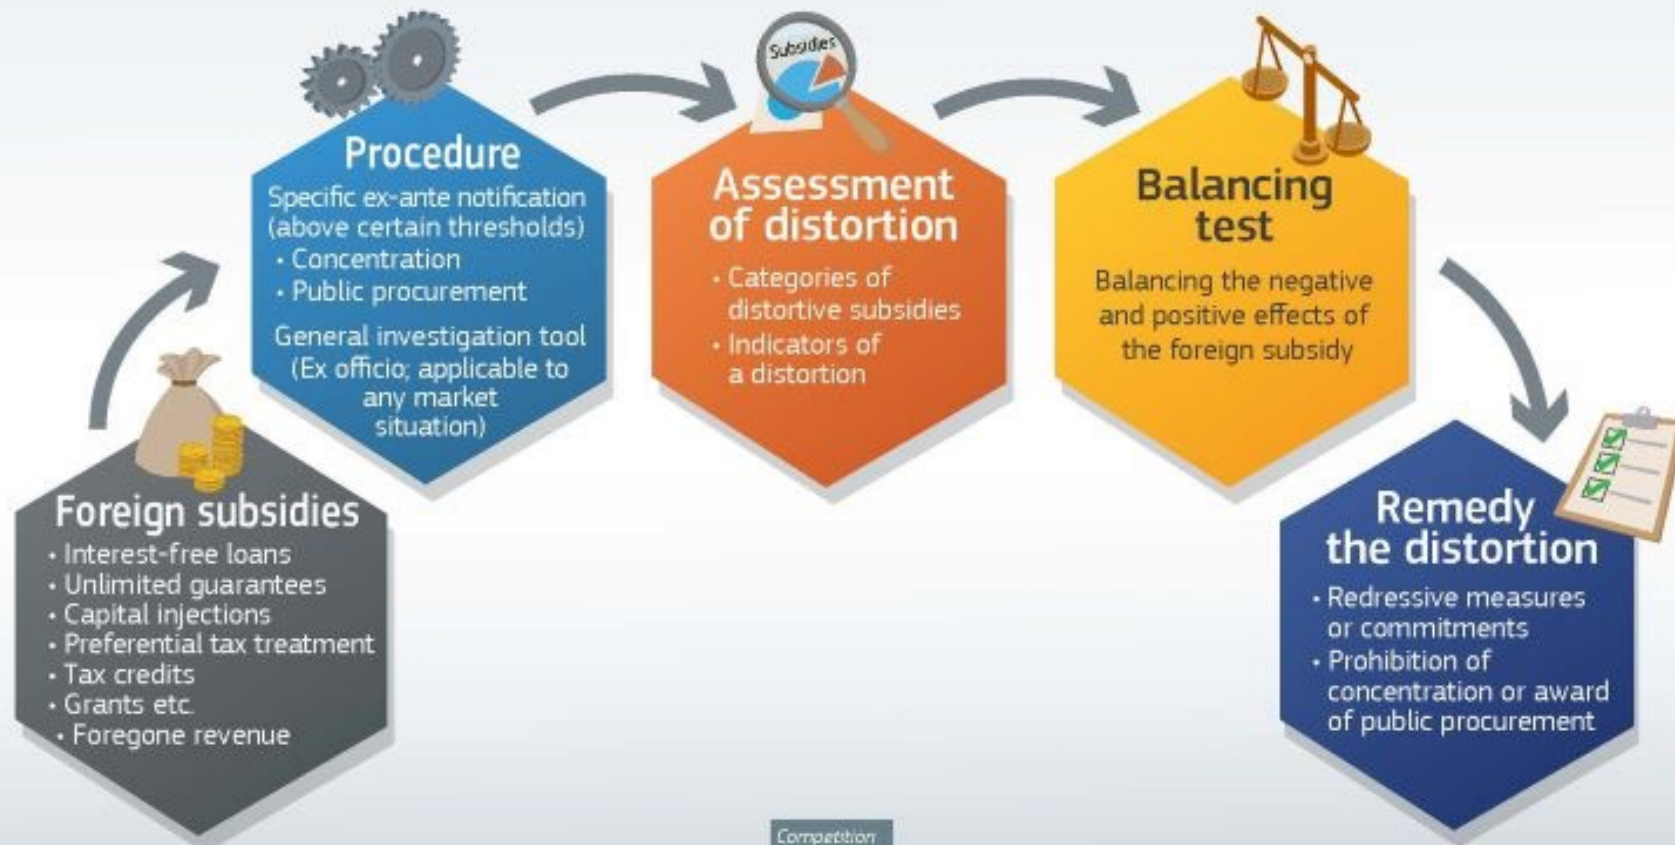 Foreign subsidies
• Interest-free loans
• Unlimited guarantees
• Capital injections
• Preferential tax treatment
• Tax credits
• Grants etc.
• Foregone revenue
Procedure
Specific ex-ante notification
(above certain thresholds)
• Concentration
• Public procurement
General investigation tool
(Ex officio; applicable to
any market
situation)
Subsidies
Assessment
of distortion
• Categories of
distortive subsidies
• Indicators of
a distortion
Balancing
test
Balancing the negative
and positive effects of
the foreign subsidy
Remedy
the distortion
• Redressive measures
or commitments
• Prohibition of
concentration or award
of public procurement
Competition